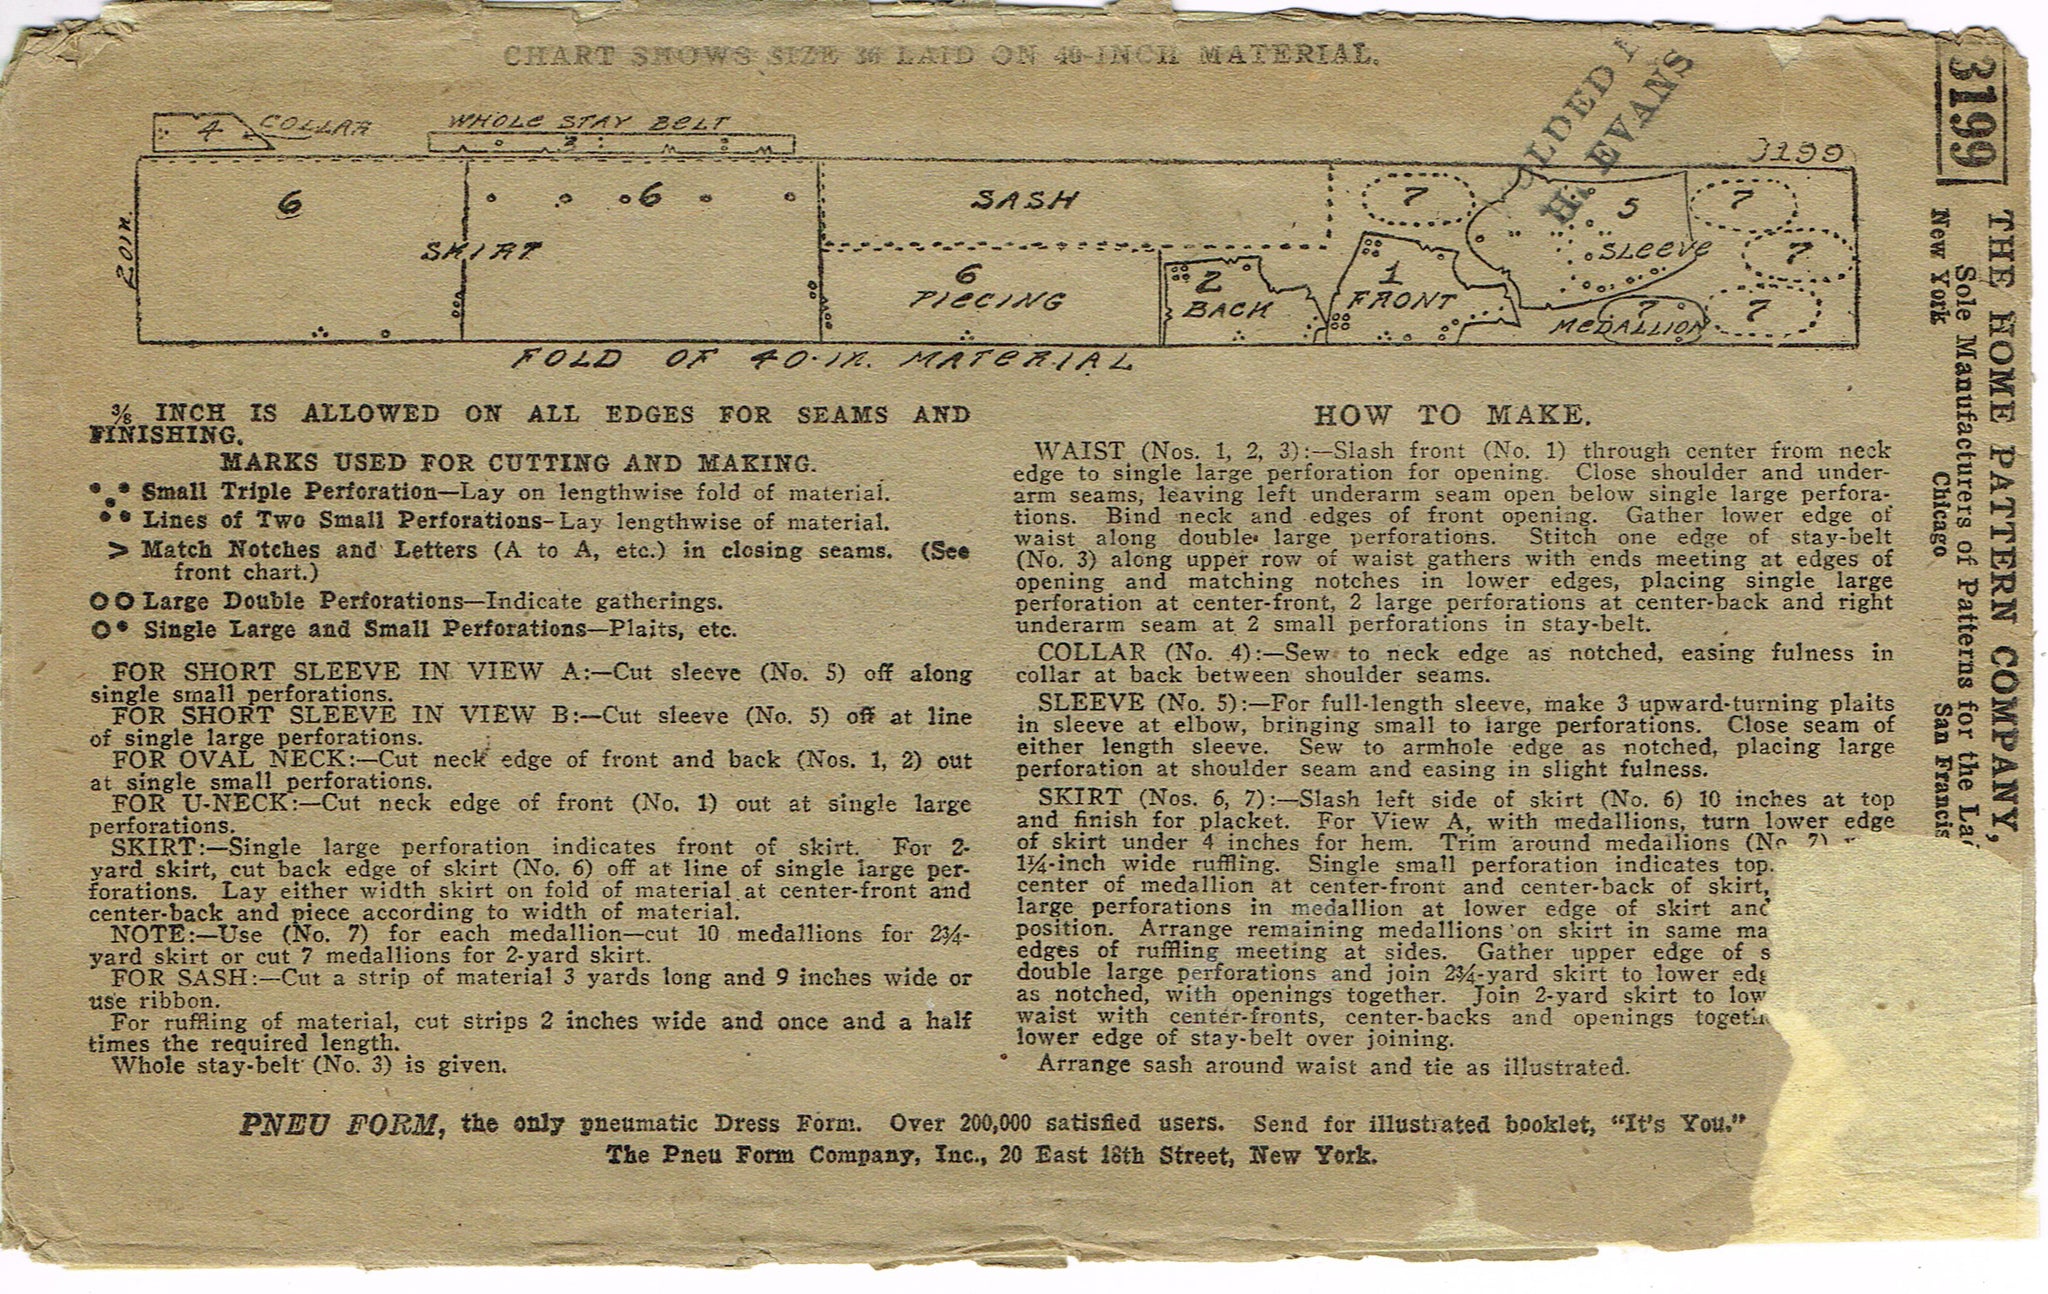 CHART SHOWS SIZE 36 LAID ON 40-INCH MATERIAL.
LDED
H. EVANS
4 COLLAR
WHOLE STAY BELT
3
3199
20 IN.
6
SKIRT
6
SASH
6
PIECING
2
BACK
1
FRONT
7
5
SLEEVE
7
7
7
7
MEDALLION
FOLD OF 40-IN. MATERIAL
⅜ INCH IS ALLOWED ON ALL EDGES FOR SEAMS AND
FINISHING.
MARKS USED FOR CUTTING AND MAKING.
Small Triple Perforation—Lay on lengthwise fold of material.
Lines of Two Small Perforations—Lay lengthwise of material.
> Match Notches and Letters (A to A, etc.) in closing seams. (See
front chart.)
Large Double Perforations—Indicate gatherings.
Single Large and Small Perforations—Plaits, etc.
FOR SHORT SLEEVE IN VIEW A:—Cut sleeve (No. 5) off along
single small perforations.
FOR SHORT SLEEVE IN VIEW B:—Cut sleeve (No. 5) off at line
of single large perforations.
FOR OVAL NECK:—Cut neck edge of front and back (Nos. 1, 2) out
at single small perforations.
FOR U-NECK:—Cut neck edge of front (No. 1) out at single large
perforations.
SKIRT:—Single large perforation indicates front of skirt. For 2-
yard skirt, cut back edge of skirt (No. 6) off at line of single large per-
forations. Lay either width skirt on fold of material at center-front and
center-back and piece according to width of material.
NOTE:—Use (No. 7) for each medallion—cut 10 medallions for 2¾-
yard skirt or cut 7 medallions for 2-yard skirt.
FOR SASH:—Cut a strip of material 3 yards long and 9 inches wide or
use ribbon.
For ruffling of material, cut strips 2 inches wide and once and a half
times the required length.
Whole stay-belt (No. 3) is given.
HOW TO MAKE.
WAIST (Nos. 1, 2, 3):—Slash front (No. 1) through center from neck
edge to single large perforation for opening. Close shoulder and under-
arm seams, leaving left underarm seam open below single large perfora-
tions. Bind neck and edges of front opening. Gather lower edge of
waist along double large perforations. Stitch one edge of stay-belt
(No. 3) along upper row of waist gathers with ends meeting at edges of
opening and matching notches in lower edges, placing single large
perforation at center-front, 2 large perforations at center-back and right
underarm seam at 2 small perforations in stay-belt.
COLLAR (No. 4):—Sew to neck edge as notched, easing fulness in
collar at back between shoulder seams.
SLEEVE (No. 5):—For full-length sleeve, make 3 upward-turning plaits
in sleeve at elbow, bringing small to large perforations. Close seam of
either length sleeve. Sew to armhole edge as notched, placing large
perforation at shoulder seam and easing in slight fulness.
SKIRT (Nos. 6, 7):—Slash left side of skirt (No. 6) 10 inches at top
and finish for placket. For View A, with medallions, turn lower edge
of skirt under 4 inches for hem. Trim around medallions (No. 7)
1¼-inch wide ruffling. Single small perforation indicates top.
center of medallion at center-front and center-back of skirt,
large perforations in medallion at lower edge of skirt and
position. Arrange remaining medallions on skirt in same ma
edges of ruffling meeting at sides. Gather upper edge of s
double large perforations and join 2¾-yard skirt to lower edg
as notched, with openings together. Join 2-yard skirt to low
waist with center-fronts, center-backs and openings togeth
lower edge of stay-belt over joining.
Arrange sash around waist and tie as illustrated.
PNEU FORM, the only pneumatic Dress Form. Over 200,000 satisfied users. Send for illustrated booklet, "It's You."
The Pneu Form Company, Inc., 20 East 18th Street, New York.
3199
THE HOME PATTERN COMPANY,
Sole Manufacturers of Patterns for the La
New York Chicago San Francis